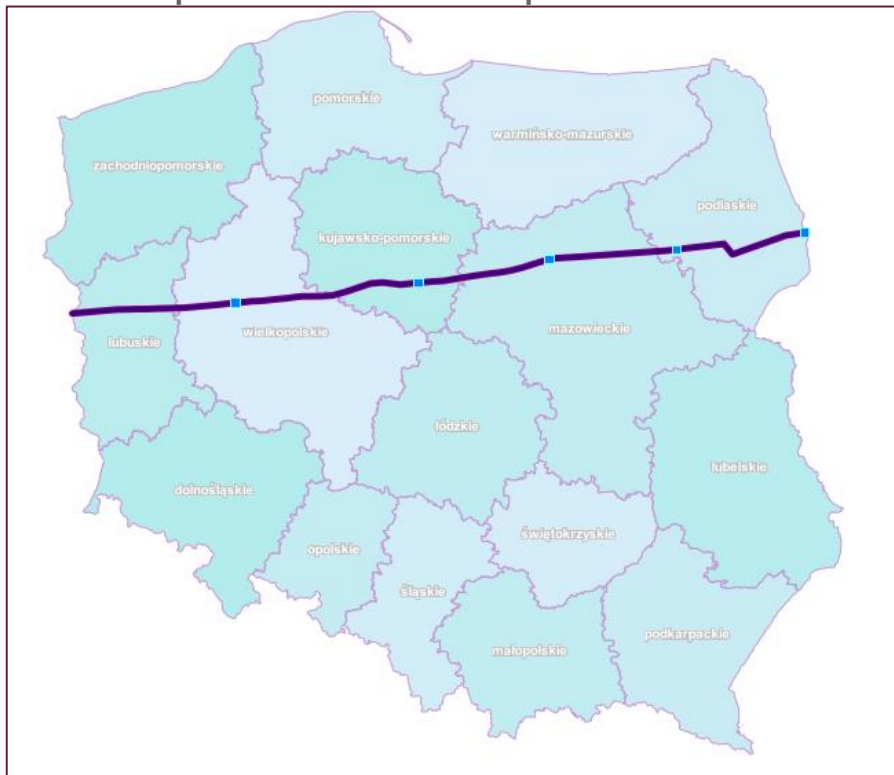 pomorskie
warmińsko-mazurskie
zachodniopomorskie
podlaskie
kujawsko-pomorskie
lubuskie
wielkopolskie
mazowieckie
łódzkie
lubelskie
dolnośląskie
opolskie
świętokrzyskie
śląskie
podkarpackie
małopolskie